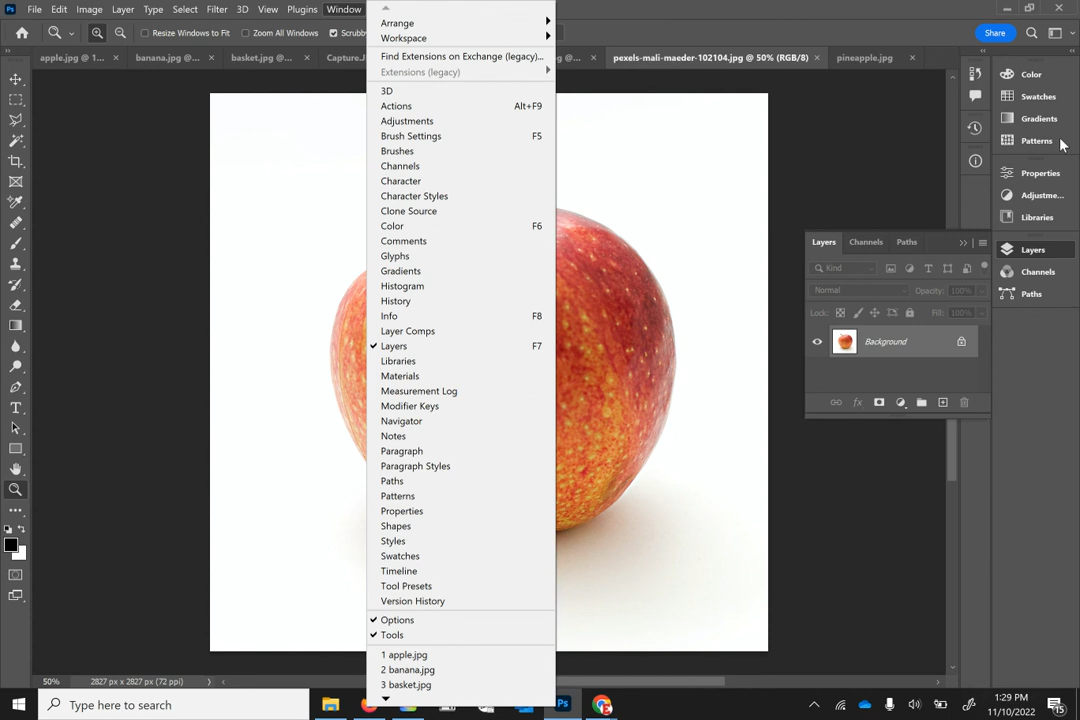 Ps File Edit Image Layer Type Select Filter 3D View Plugins Window
Resize Windows to Fit Zoom All Windows Share
apple.jpg @ 1... banana.jpg @... basket.jpg @... pexels-mali-maeder-102104.jpg @ 50% (RGB/8) pineapple.jpg
Arrange
Workspace
Find Extensions on Exchange (legacy)...
Extensions (legacy)
3D
Actions Alt+F9
Adjustments
Brush Settings F5
Brushes
Channels
Character
Character Styles
Clone Source
Color F6
Comments
Glyphs
Gradients
Histogram
History
Info F8
Layer Comps
Layers F7
Libraries
Materials
Measurement Log
Modifier Keys
Navigator
Notes
Paragraph
Paragraph Styles
Paths
Patterns
Properties
Shapes
Styles
Swatches
Timeline
Tool Presets
Version History
Options
Tools
1 apple.jpg
2 banana.jpg
3 basket.jpg
Color
Swatches
Gradients
Patterns
Properties
Adjustme...
Libraries
Layers
Channels
Paths
Layers Channels Paths
Kind
Normal Opacity: 100%
Lock: Fill: 100%
Background
50% 2827 px x 2827 px (72 ppi)
Type here to search
Ps
1:29 PM
11/10/2022
15